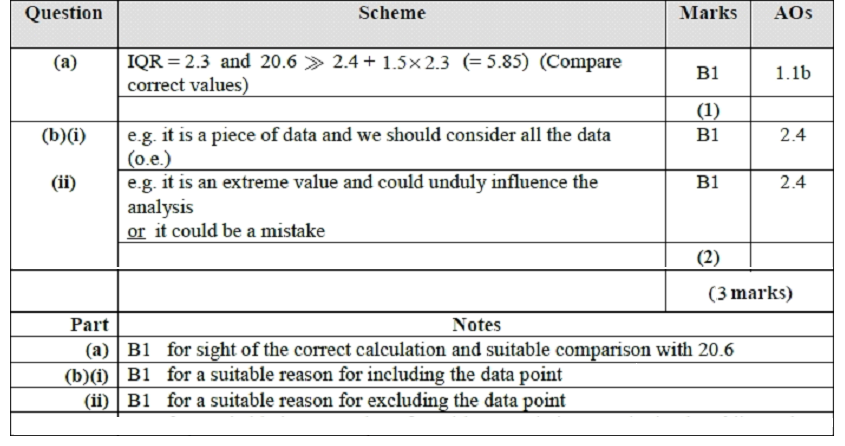 Question Scheme Marks AOs
(a) IQR = 2.3 and 20.6 ≫ 2.4 + 1.5 × 2.3 (= 5.85) (Compare
correct values) B1 1.1b
(1)
(b)(i) e.g. it is a piece of data and we should consider all the data B1 2.4
(o.e.)
(ii) e.g. it is an extreme value and could unduly influence the B1 2.4
analysis
or it could be a mistake
(2)
(3 marks)
Part Notes
(a) B1 for sight of the correct calculation and suitable comparison with 20.6
(b)(i) B1 for a suitable reason for including the data point
(ii) B1 for a suitable reason for excluding the data point